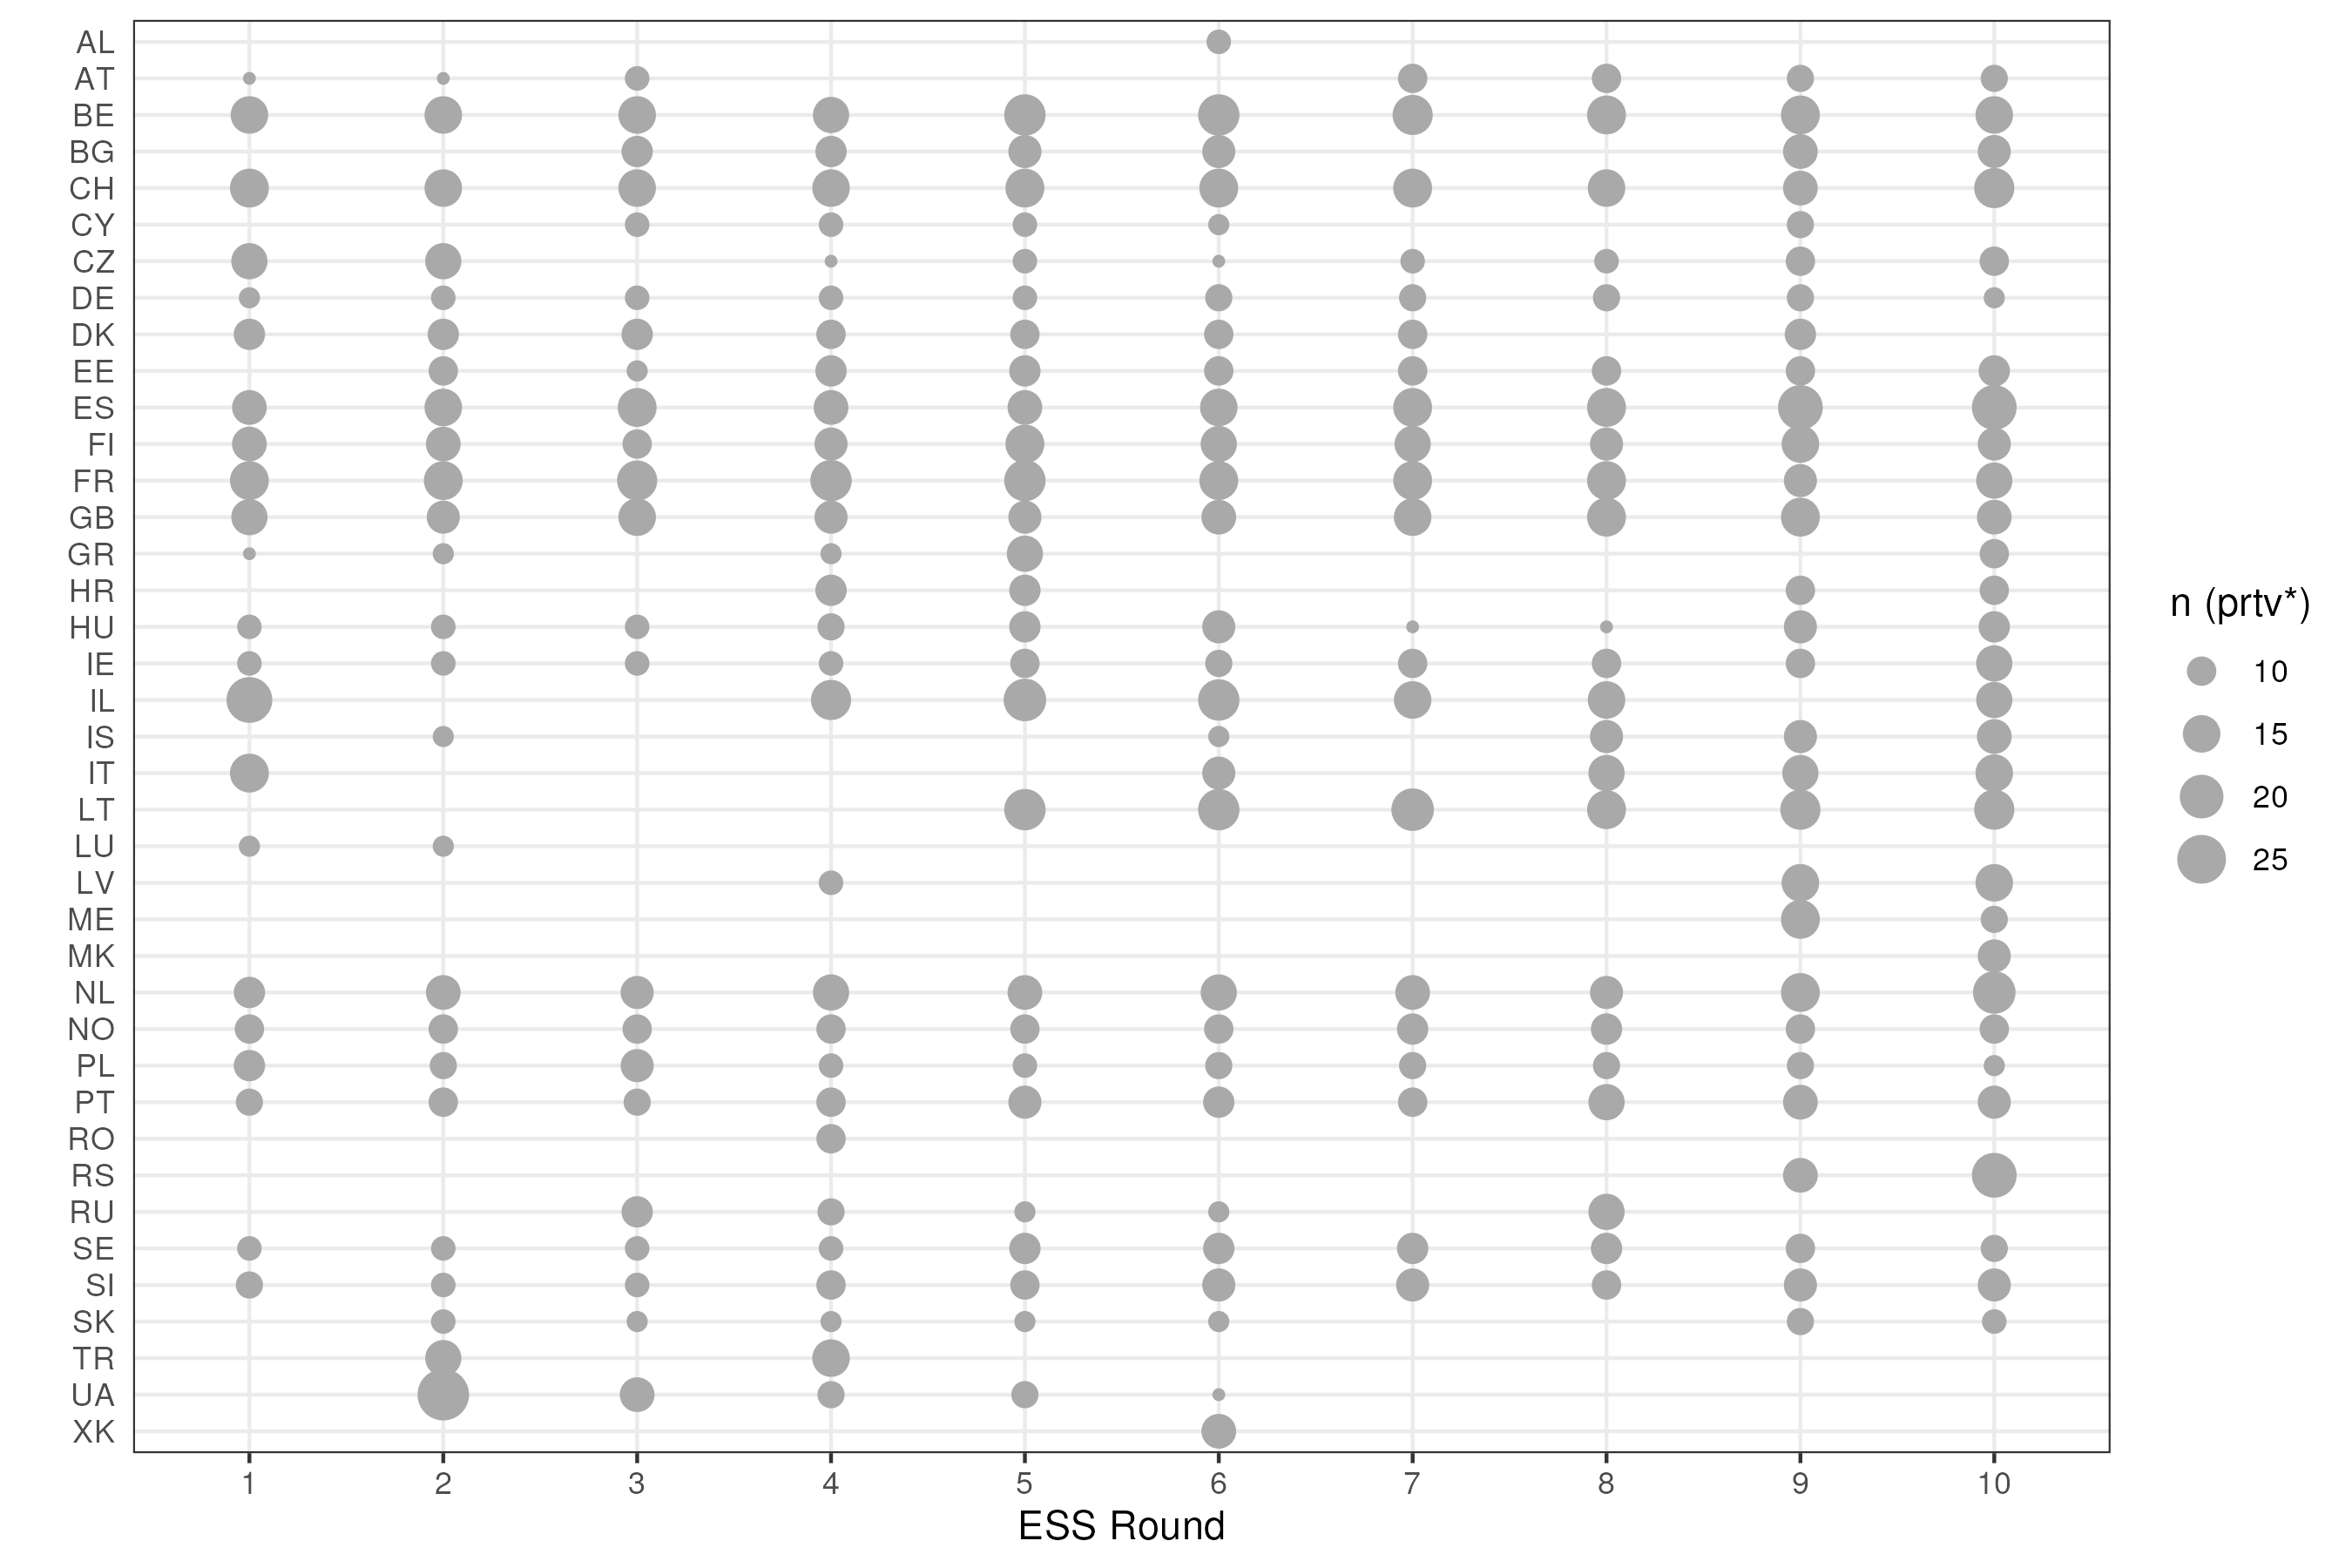 AL
AT
BE
BG
CH
CY
CZ
DE
DK
EE
ES
FI
FR
GB
GR
HR
HU
IE
IL
IS
IT
LT
LU
LV
ME
MK
NL
NO
PL
PT
RO
RS
RU
SE
SI
SK
TR
UA
XK
1 2 3 4 5 6 7 8 9 10
ESS Round
n (prtv*)
10
15
20
25